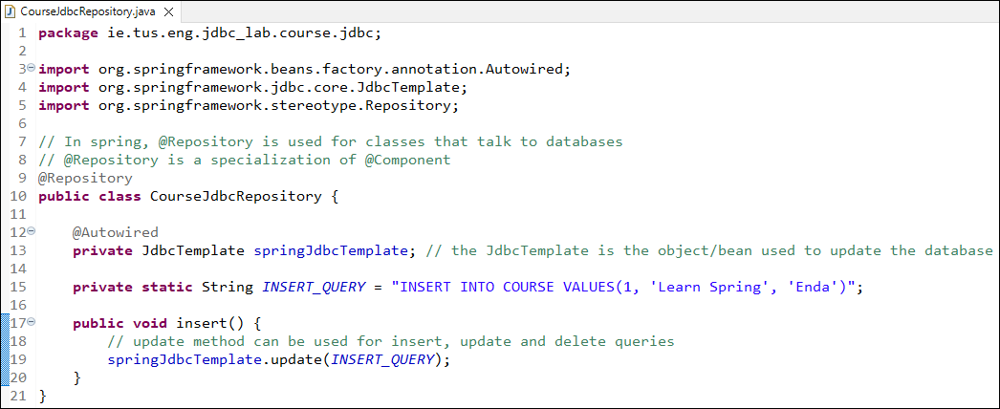 CourseJdbcRepository.java
1 package ie.tus.eng.jdbc_lab.course.jdbc;
2
3 import org.springframework.beans.factory.annotation.Autowired;
4 import org.springframework.jdbc.core.JdbcTemplate;
5 import org.springframework.stereotype.Repository;
6
7 // In spring, @Repository is used for classes that talk to databases
8 // @Repository is a specialization of @Component
9 @Repository
10 public class CourseJdbcRepository {
11
12     @Autowired
13     private JdbcTemplate springJdbcTemplate; // the JdbcTemplate is the object/bean used to update the database
14
15     private static String INSERT_QUERY = "INSERT INTO COURSE VALUES(1, 'Learn Spring', 'Enda')";
16
17     public void insert() {
18         // update method can be used for insert, update and delete queries
19         springJdbcTemplate.update(INSERT_QUERY);
20     }
21 }